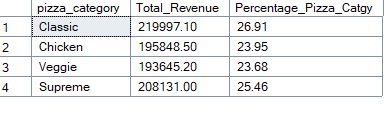 pizza_category Total_Revenue Percentage_Pizza_Catgy
1 Classic 219997.10 26.91
2 Chicken 195848.50 23.95
3 Veggie 193645.20 23.68
4 Supreme 208131.00 25.46